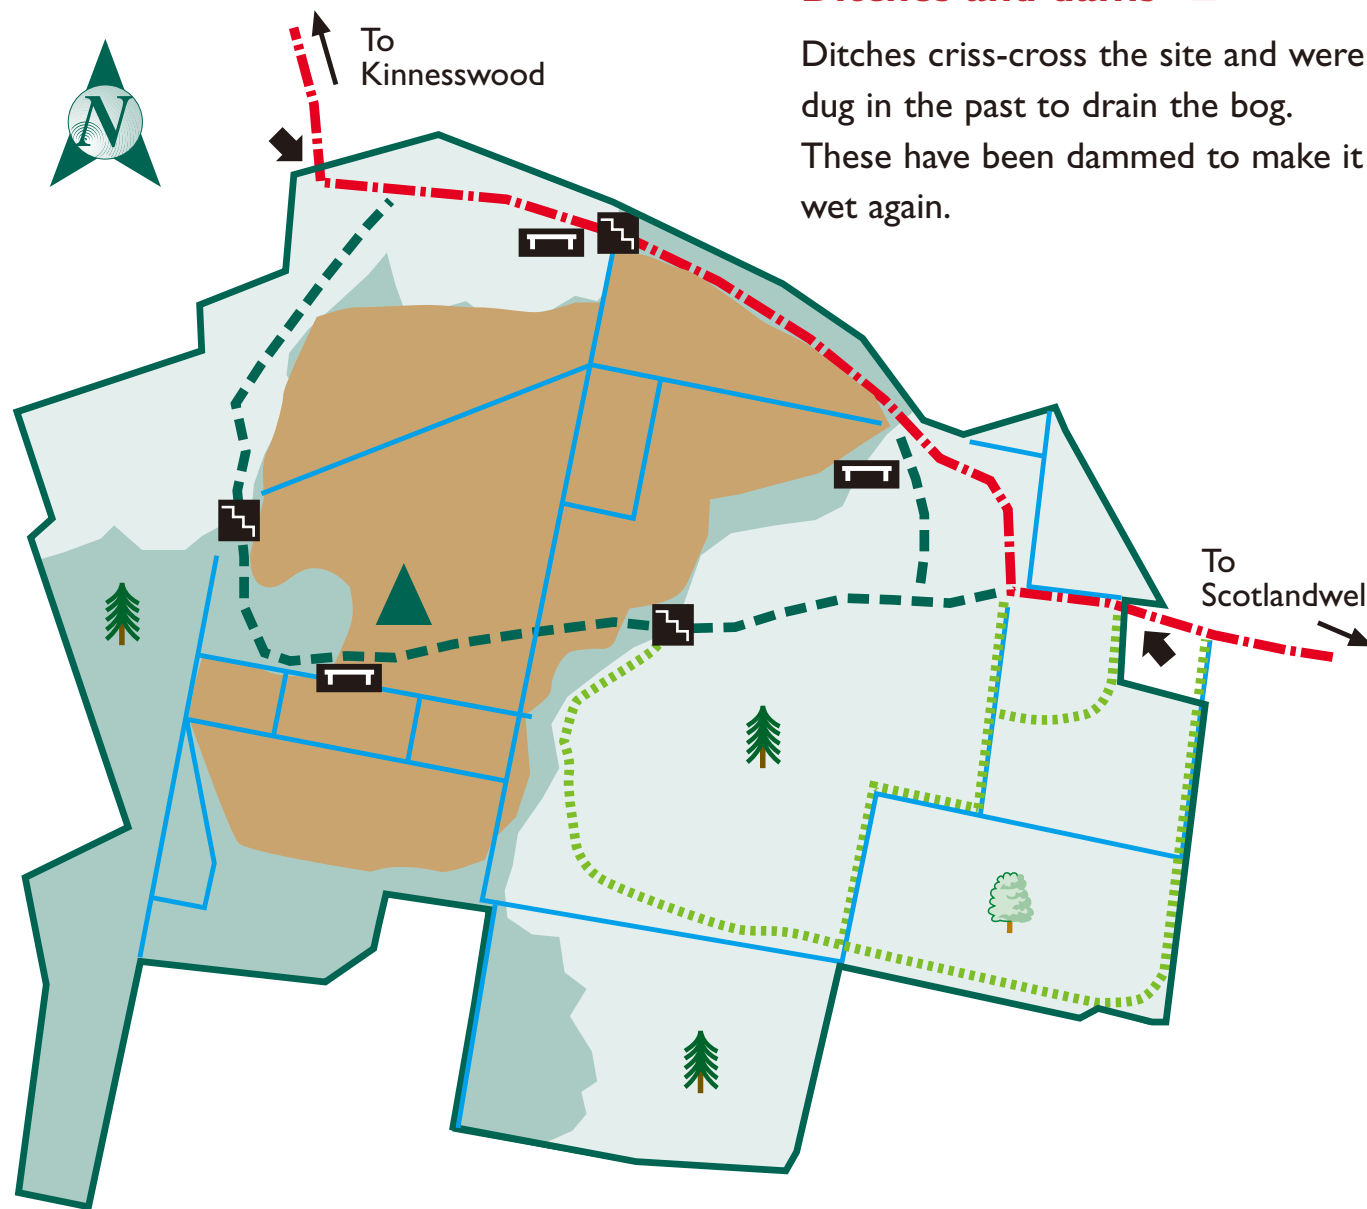 To
Kinnesswood
N
Ditches criss-cross the site and were
dug in the past to drain the bog.
These have been dammed to make it
wet again.
To